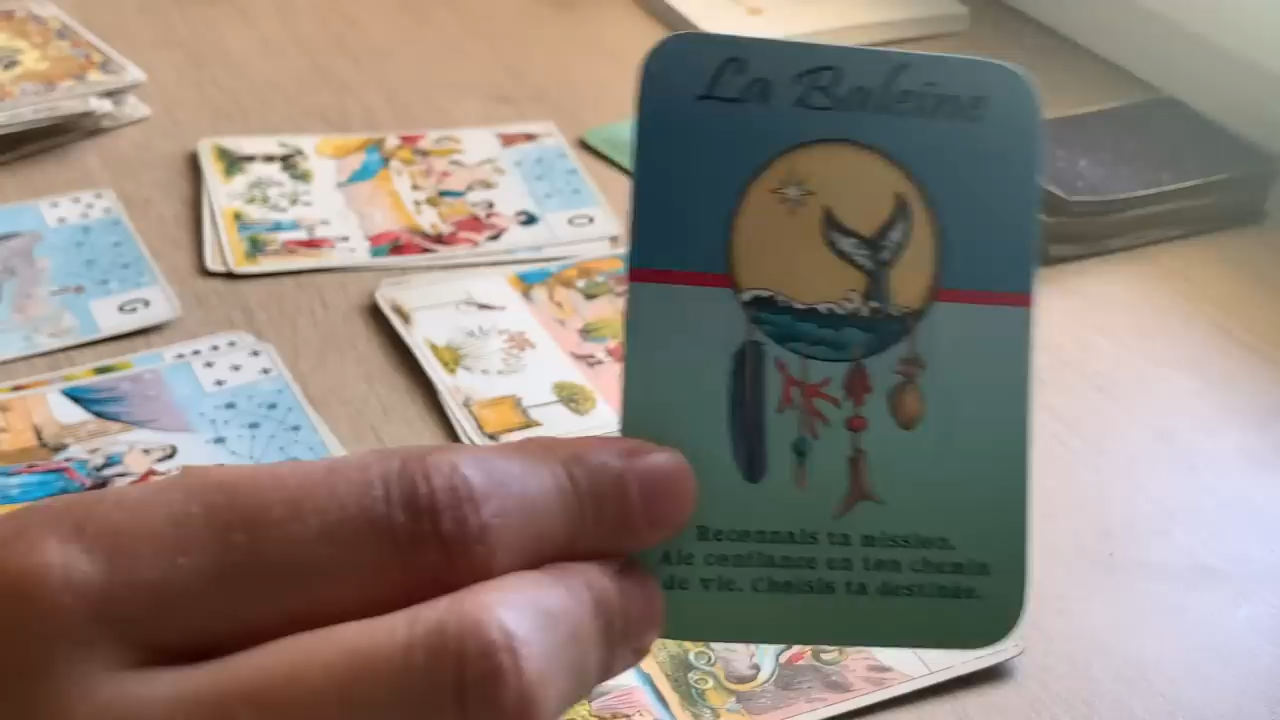 La Baleine
Reconnais ta mission.
Aie confiance en ton chemin
de vie. Choisis ta destinée.
O
G